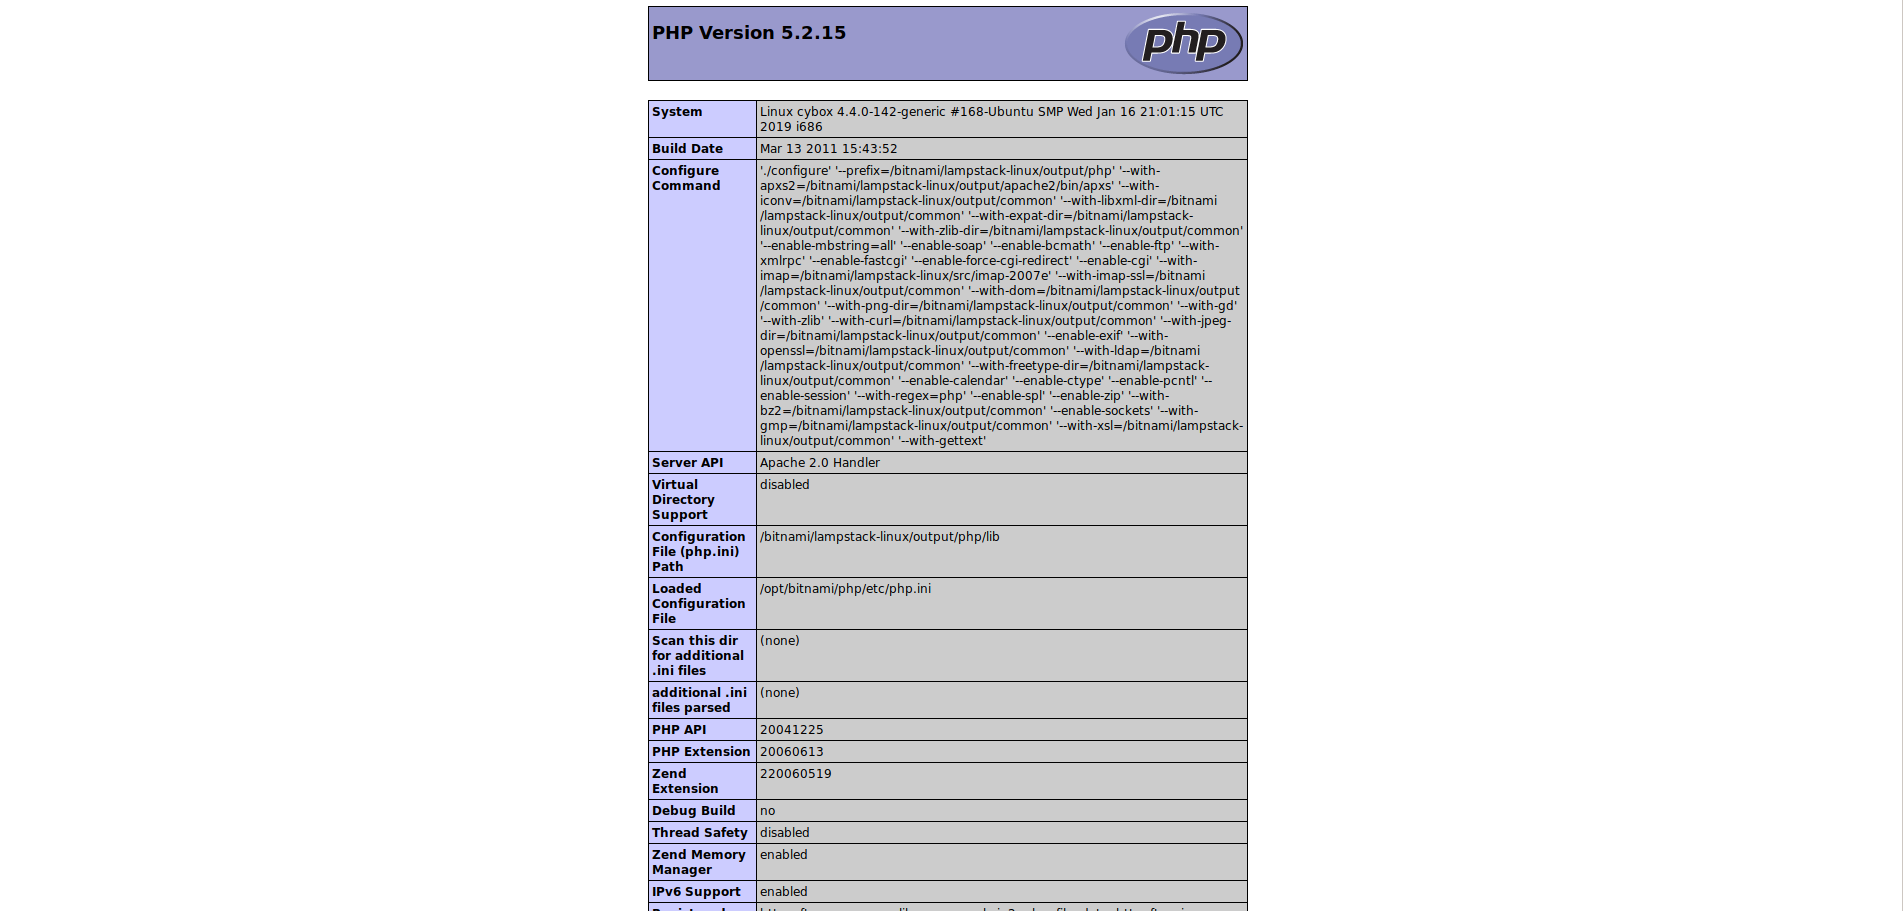 PHP Version 5.2.15
php
System
Linux cybox 4.4.0-142-generic #168-Ubuntu SMP Wed Jan 16 21:01:15 UTC
2019 i686
Build Date
Mar 13 2011 15:43:52
Configure
Command
'./configure' '--prefix=/bitnami/lampstack-linux/output/php' '--with-
apxs2=/bitnami/lampstack-linux/output/apache2/bin/apxs' '--with-
iconv=/bitnami/lampstack-linux/output/common' '--with-libxml-dir=/bitnami
/lampstack-linux/output/common' '--with-expat-dir=/bitnami/lampstack-
linux/output/common' '--with-zlib-dir=/bitnami/lampstack-linux/output/common'
'--enable-mbstring=all' '--enable-soap' '--enable-bcmath' '--enable-ftp' '--with-
xmlrpc' '--enable-fastcgi' '--enable-force-cgi-redirect' '--enable-cgi' '--with-
imap=/bitnami/lampstack-linux/src/imap-2007e' '--with-imap-ssl=/bitnami
/lampstack-linux/output/common' '--with-dom=/bitnami/lampstack-linux/output
/common' '--with-png-dir=/bitnami/lampstack-linux/output/common' '--with-gd'
'--with-zlib' '--with-curl=/bitnami/lampstack-linux/output/common' '--with-jpeg-
dir=/bitnami/lampstack-linux/output/common' '--enable-exif' '--with-
openssl=/bitnami/lampstack-linux/output/common' '--with-ldap=/bitnami
/lampstack-linux/output/common' '--with-freetype-dir=/bitnami/lampstack-
linux/output/common' '--enable-calendar' '--enable-ctype' '--enable-pcntl' '--
enable-session' '--with-regex=php' '--enable-spl' '--enable-zip' '--with-
bz2=/bitnami/lampstack-linux/output/common' '--enable-sockets' '--with-
gmp=/bitnami/lampstack-linux/output/common' '--with-xsl=/bitnami/lampstack-
linux/output/common' '--with-gettext'
Server API
Apache 2.0 Handler
Virtual
Directory
Support
disabled
Configuration
File (php.ini)
Path
/bitnami/lampstack-linux/output/php/lib
Loaded
Configuration
File
/opt/bitnami/php/etc/php.ini
Scan this dir
for additional
.ini files
(none)
additional .ini
files parsed
(none)
PHP API
20041225
PHP Extension
20060613
Zend
Extension
220060519
Debug Build
no
Thread Safety
disabled
Zend Memory
Manager
enabled
IPv6 Support
enabled